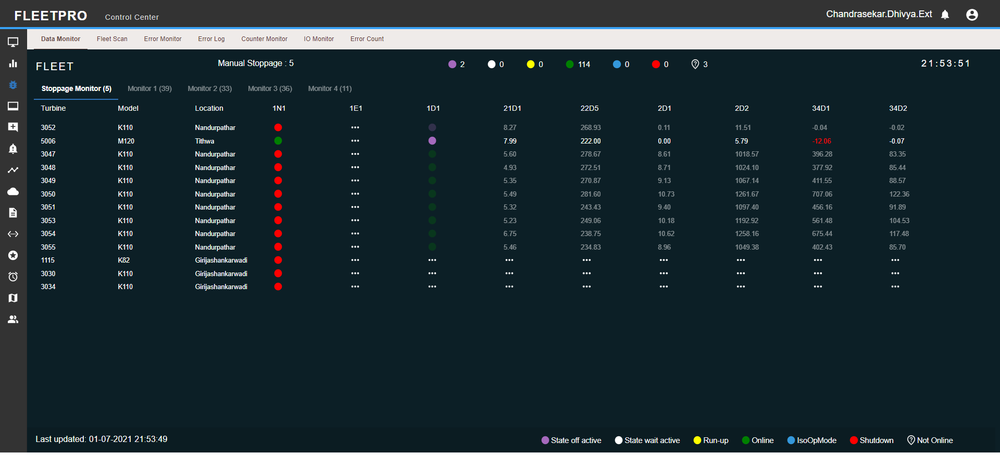 FLEETPRO Control Center Chandrasekar.Dhivya.Ext
Data Monitor Fleet Scan Error Monitor Error Log Counter Monitor IO Monitor Error Count
FLEET Manual Stoppage : 5 2 0 0 114 0 0 3 21:53:51
Stoppage Monitor (5) Monitor 1 (39) Monitor 2 (33) Monitor 3 (36) Monitor 4 (11)
Turbine Model Location 1N1 1E1 1D1 21D1 22D5 2D1 2D2 34D1 34D2
3052 K110 Nandurpathar ••• 8.27 268.93 0.11 11.51 -0.04 -0.02
5006 M120 Tithwa ••• 7.99 222.00 0.00 5.79 -12.06 -0.07
3047 K110 Nandurpathar ••• 5.60 278.67 8.61 1018.57 396.28 83.35
3048 K110 Nandurpathar ••• 4.93 272.51 8.71 1024.10 377.92 85.44
3049 K110 Nandurpathar ••• 5.35 270.87 9.13 1067.14 411.55 88.57
3050 K110 Nandurpathar ••• 5.49 281.60 10.73 1261.67 707.06 122.36
3051 K110 Nandurpathar ••• 5.32 243.43 9.40 1097.40 456.16 91.89
3053 K110 Nandurpathar ••• 5.23 249.06 10.18 1192.92 561.48 104.53
3054 K110 Nandurpathar ••• 6.75 238.75 10.62 1258.16 675.44 117.48
3055 K110 Nandurpathar ••• 5.46 234.83 8.96 1049.38 402.43 85.70
1115 K82 Girijashankarwadi ••• ••• ••• ••• ••• ••• ••• •••
3030 K110 Girijashankarwadi ••• ••• ••• ••• ••• ••• ••• •••
3034 K110 Girijashankarwadi ••• ••• ••• ••• ••• ••• ••• •••
Last updated: 01-07-2021 21:53:49 State off active State wait active Run-up Online IsoOpMode Shutdown Not Online